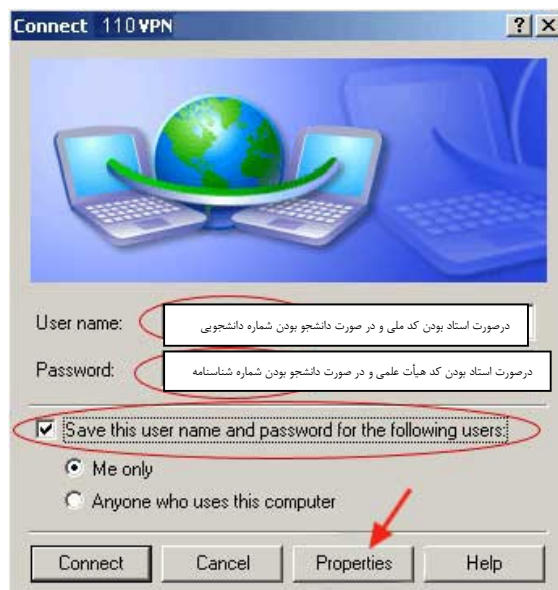 Connect 110 VPN
User name:
درصورت استاد بودن کد ملی و در صورت دانشجو بودن شماره دانشجویی
Password:
درصورت استاد بودن کد هیأت علمی و در صورت دانشجو بودن شماره شناسنامه
Save this user name and password for the following users:
Me only
Anyone who uses this computer
Connect Cancel Properties Help